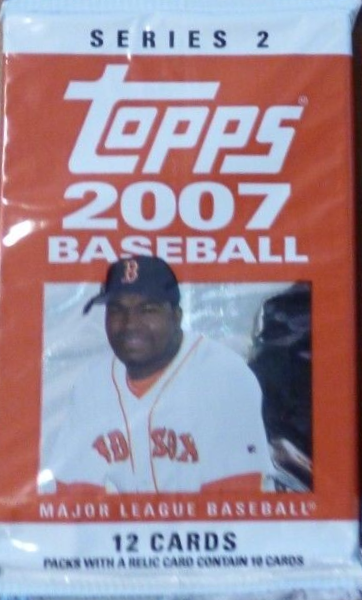 SERIES 2
Topps®
2007
BASEBALL
B
RED SOX
MAJOR LEAGUE BASEBALL®
12 CARDS
PACKS WITH A RELIC CARD CONTAIN 10 CARDS